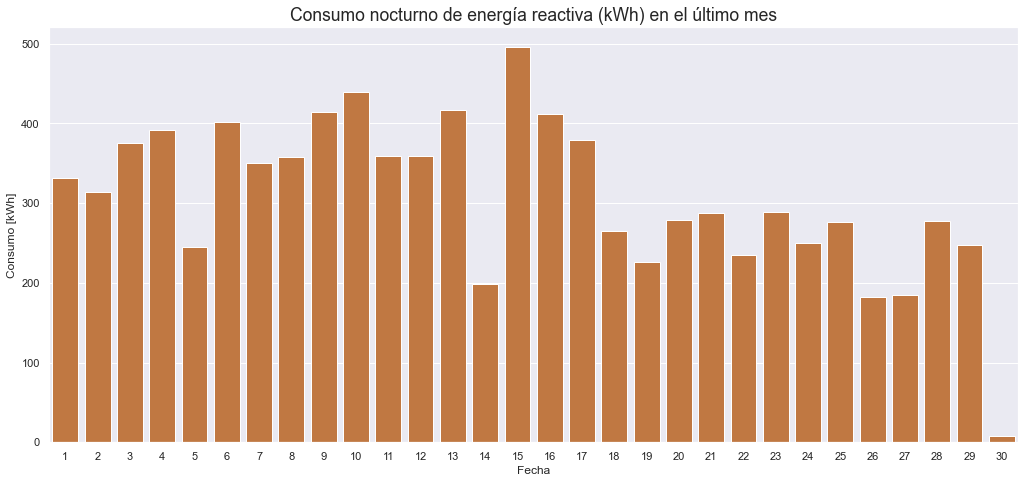 Consumo nocturno de energía reactiva (kWh) en el último mes
500
400
300
200
100
0
Consumo [kWh]
1 2 3 4 5 6 7 8 9 10 11 12 13 14 15 16 17 18 19 20 21 22 23 24 25 26 27 28 29 30
Fecha